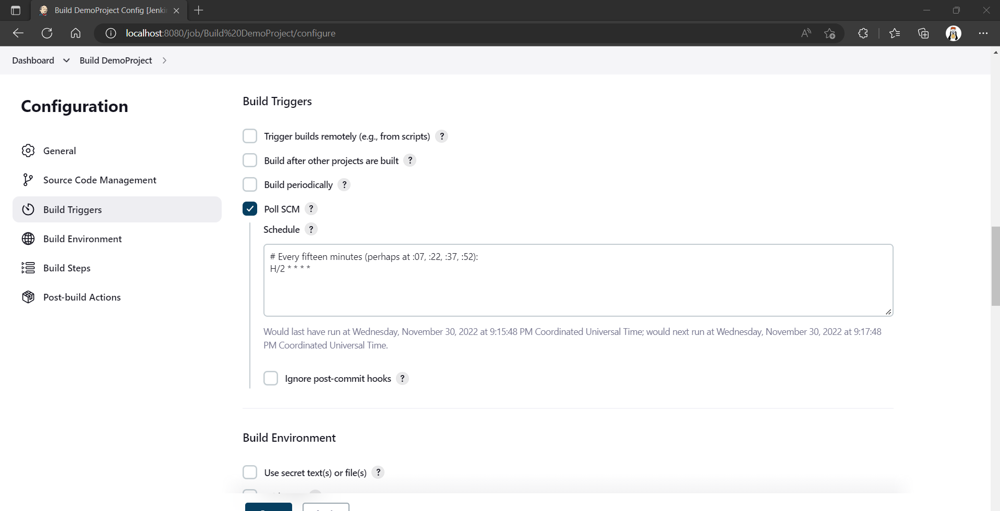 Build DemoProject Config [Jenki
localhost:8080/job/Build%20DemoProject/configure
Dashboard
Build DemoProject
Configuration
General
Source Code Management
Build Triggers
Build Environment
Build Steps
Post-build Actions
Build Triggers
Trigger builds remotely (e.g., from scripts) ?
Build after other projects are built ?
Build periodically ?
Poll SCM ?
Schedule ?
# Every fifteen minutes (perhaps at :07, :22, :37, :52):
H/2 * * * *
Would last have run at Wednesday, November 30, 2022 at 9:15:48 PM Coordinated Universal Time; would next run at Wednesday, November 30, 2022 at 9:17:48
PM Coordinated Universal Time.
Ignore post-commit hooks ?
Build Environment
Use secret text(s) or file(s) ?